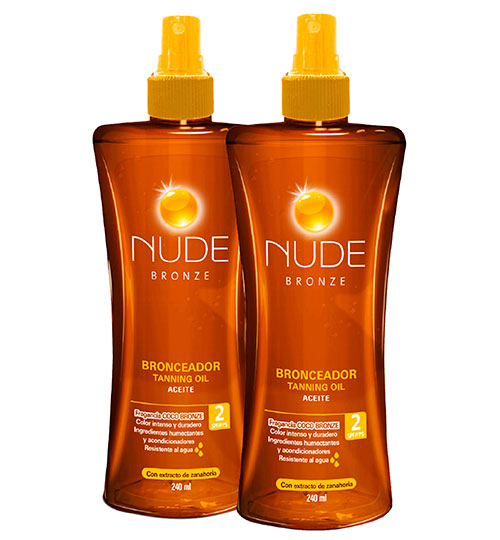 NUDE
BRONZE
BRONCEADOR
TANNING OIL
ACEITE
Fragancia COCO BRONZE
Color intenso y duradero
Ingredientes humectantes
y acondicionadores
Resistente al agua
2
Con extracto de zanahoria
240 ml
NUDE
BRONZE
BRONCEADOR
TANNING OIL
ACEITE
Fragancia COCO BRONZE
Color intenso y duradero
Ingredientes humectantes
y acondicionadores
Resistente al agua
2
Con extracto de zanahoria
240 ml